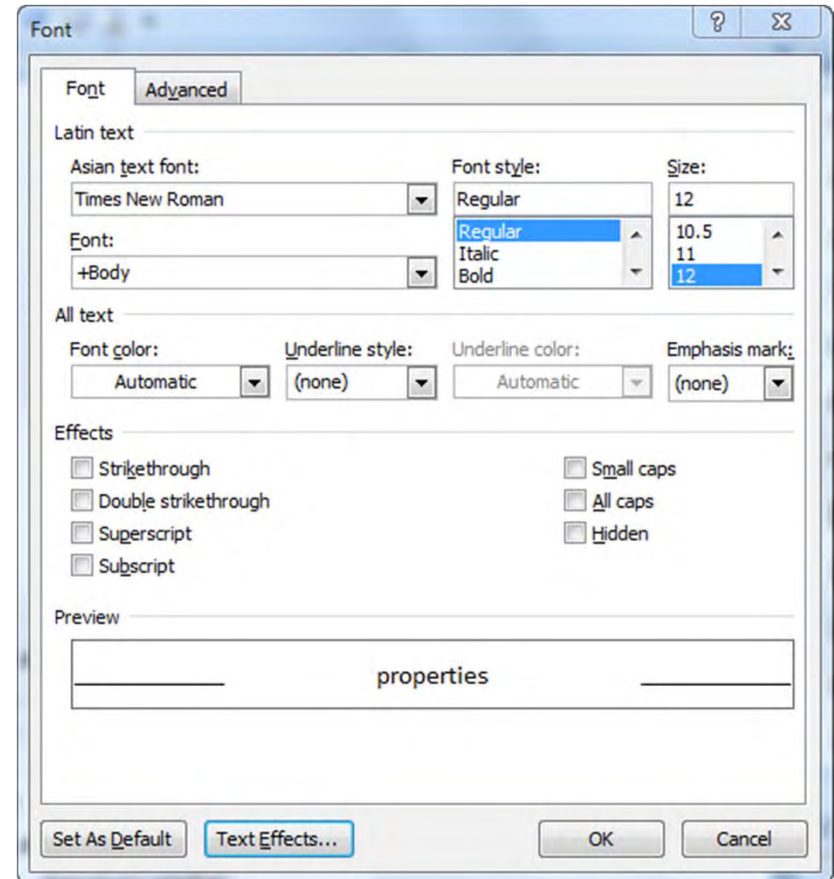 Font
Font Advanced
Latin text
Asian text font: Font style: Size:
Times New Roman Regular 12
Regular 10.5
Font: Italic 11
+Body Bold 12
All text
Font color: Underline style: Underline color: Emphasis mark:
Automatic (none) Automatic (none)
Effects
Strikethrough Small caps
Double strikethrough All caps
Superscript Hidden
Subscript
Preview
properties
Set As Default Text Effects... OK Cancel